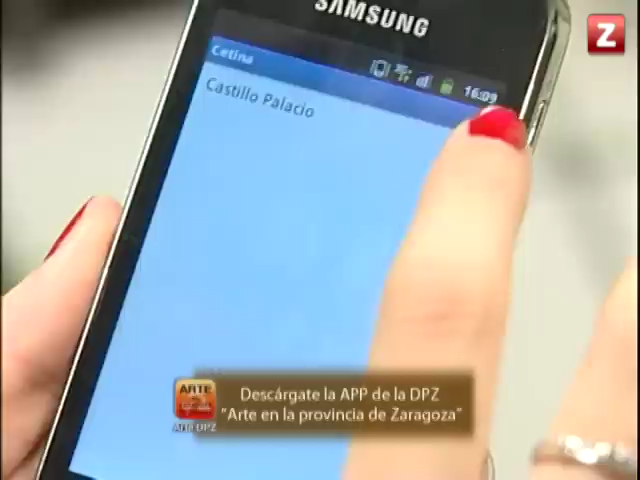 SAMSUNG
Z
16:09
Cetina
Castillo Palacio
Descárgate la APP de la DPZ
"Arte en la provincia de Zaragoza"
ARTE
Arte DPZ